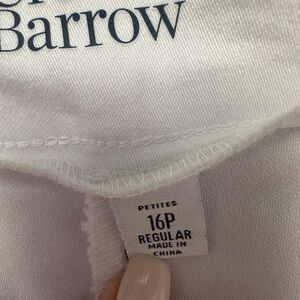 Barrow
PETITES
16P
REGULAR
MADE IN
CHINA